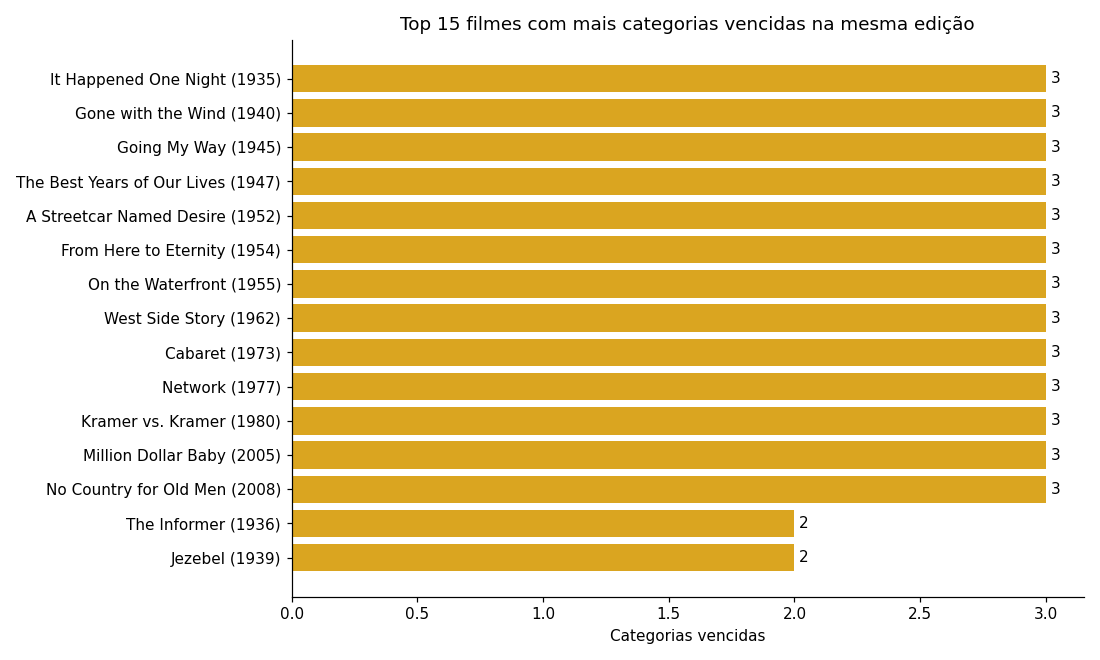 Top 15 filmes com mais categorias vencidas na mesma edição
It Happened One Night (1935) 3
Gone with the Wind (1940) 3
Going My Way (1945) 3
The Best Years of Our Lives (1947) 3
A Streetcar Named Desire (1952) 3
From Here to Eternity (1954) 3
On the Waterfront (1955) 3
West Side Story (1962) 3
Cabaret (1973) 3
Network (1977) 3
Kramer vs. Kramer (1980) 3
Million Dollar Baby (2005) 3
No Country for Old Men (2008) 3
The Informer (1936) 2
Jezebel (1939) 2
0.0 0.5 1.0 1.5 2.0 2.5 3.0
Categorias vencidas